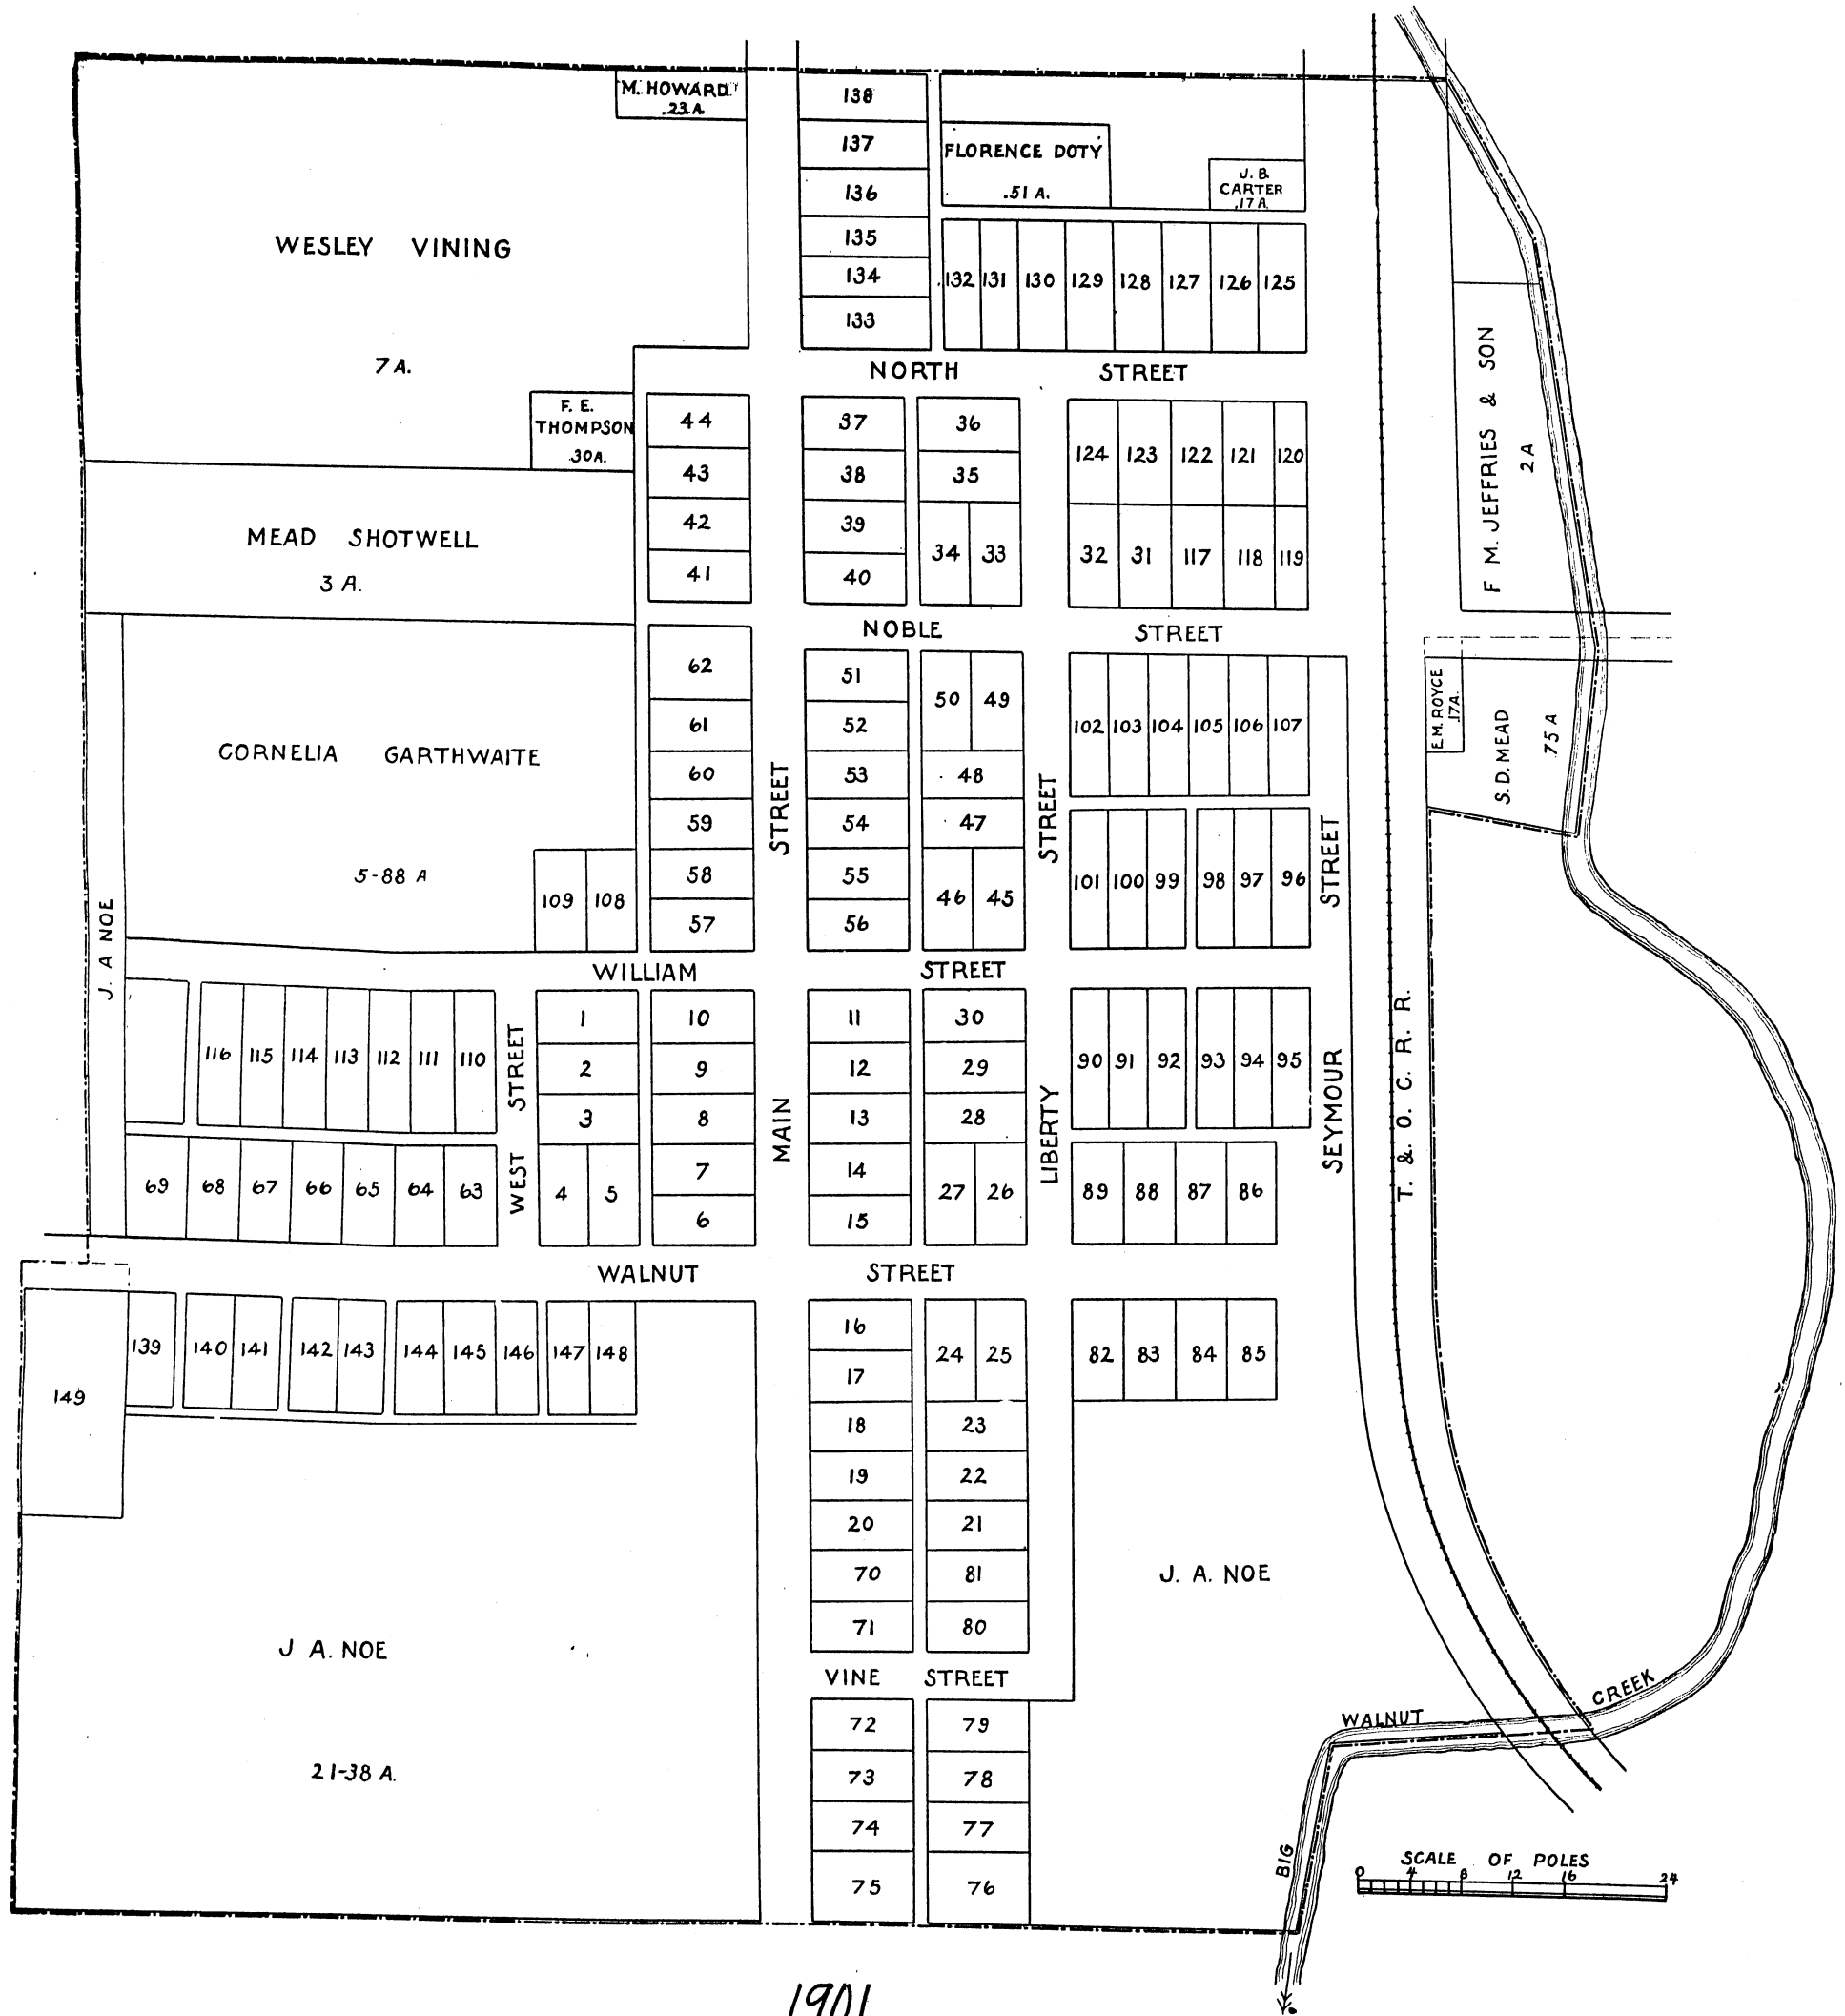 M. HOWARD
.23 A.
138
137
136
135
134
133
FLORENCE DOTY
.51 A.
J. B.
CARTER
.17 A.
132 131 130 129 128 127 126 125
WESLEY VINING
7 A.
F. E.
THOMPSON
.30 A.
NORTH STREET
44
43
42
41
37
38
39
40
36
35
34 33
124 123 122 121 120
32 31 117 118 119
F M. JEFFRIES & SON
2 A
MEAD SHOTWELL
3 A.
NOBLE STREET
62
61
60
59
58
57
51
52
53
54
55
56
50 49
48
47
46 45
102 103 104 105 106 107
101 100 99 98 97 96
E. M. ROYCE
.17 A.
S. D. MEAD
.75 A
CORNELIA GARTHWAITE
5-88 A
109 108
J. A NOE
WILLIAM STREET
116 115 114 113 112 111 110
69 68 67 66 65 64 63
WEST STREET
1
2
3
4 5
10
9
8
7
6
MAIN STREET
11
12
13
14
15
30
29
28
27 26
LIBERTY STREET
90 91 92 93 94 95
89 88 87 86
SEYMOUR STREET
T. & O. C. R. R.
WALNUT STREET
149
139 140 141 142 143 144 145 146 147 148
16
17
18
19
20
70
71
24 25
23
22
21
81
80
82 83 84 85
J. A. NOE
J A. NOE
21-38 A.
VINE STREET
72
73
74
75
79
78
77
76
BIG WALNUT CREEK
SCALE OF POLES
0 4 8 12 16 24
1901